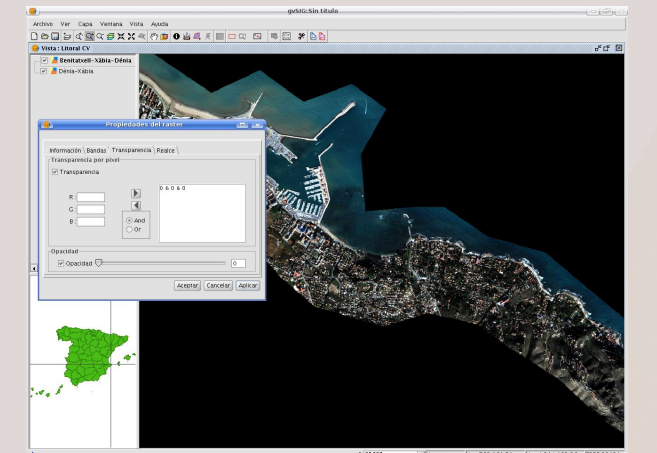 gvSIG: Sin título
Archivo Ver Capa Ventana Vista Ayuda
Vista : Litoral CV
Benitatxell-Xàbia-Dénia
Dénia-Xàbia
Propiedades del raster
Información Bandas Transparencia Realce
Transparencia por pixel
Transparencia
R :
G :
B :
And
Or
0 & 0 & 0
Opacidad
Opacidad 0
Aceptar Cancelar Aplicar